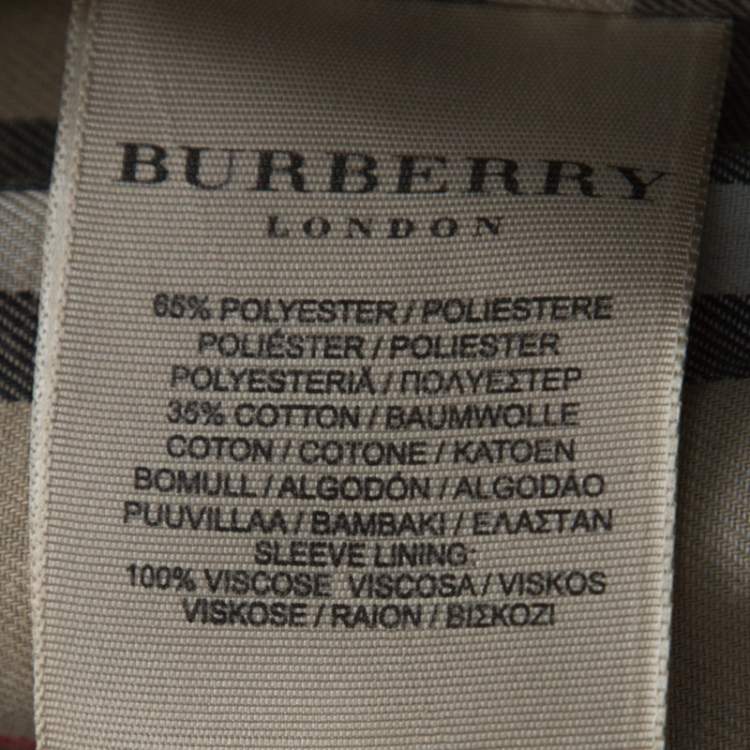 BURBERRY
LONDON
65% POLYESTER / POLIESTERE
POLIÉSTER / POLIESTER
POLYESTERIÄ / ΠΟΛΥΕΣΤΕΡ
35% COTTON / BAUMWOLLE
COTON / COTONE / KATOEN
BOMULL / ALGODÓN / ALGODÁO
PUUVILLAA / BAMBAKI / ΕΛΑΣΤΑΝ
SLEEVE LINING:
100% VISCOSE VISCOSA / VISKOS
VISKOSE / RAION / ΒΙΣΚΟΖΙ